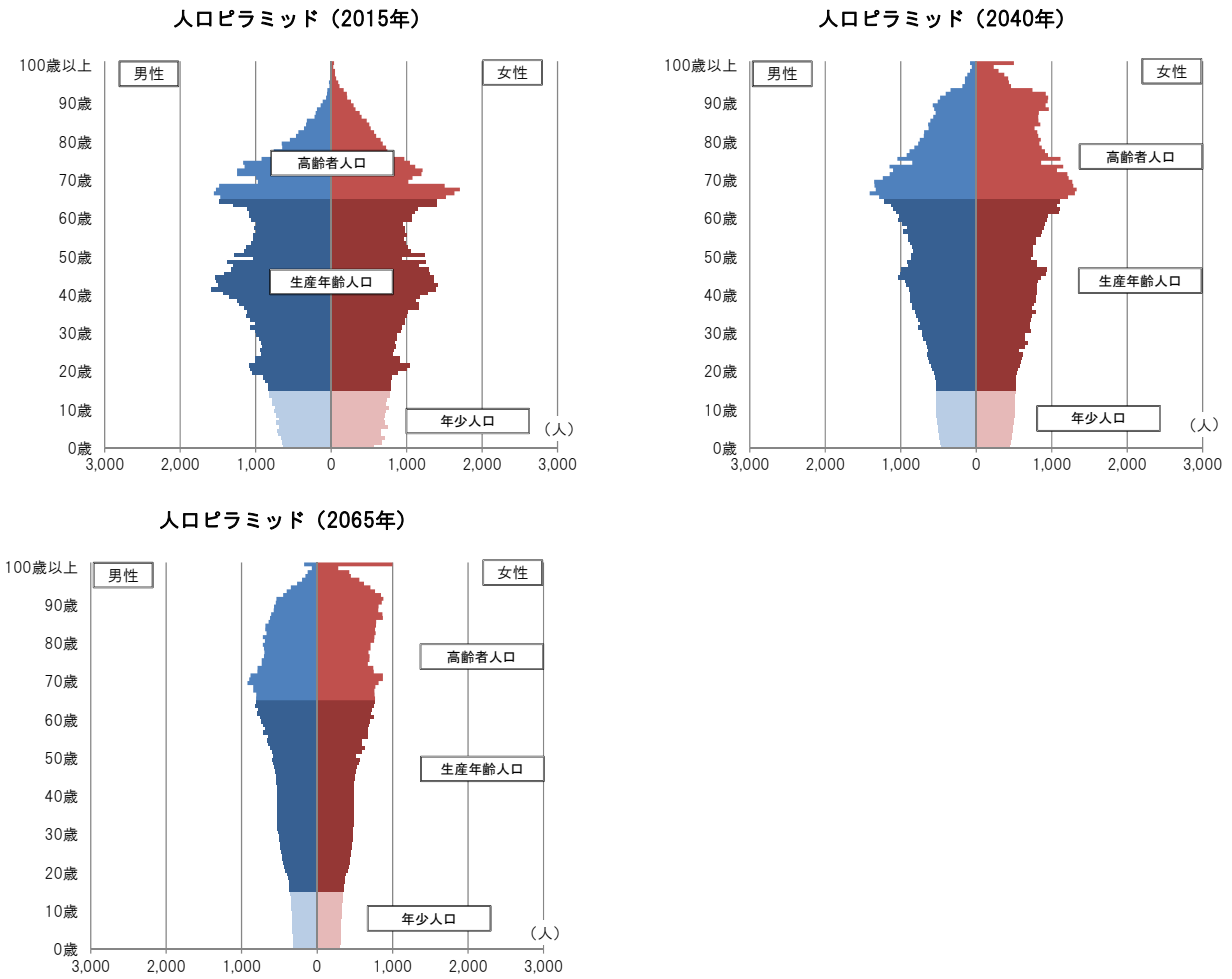 人口ピラミッド（2015年）
100歳以上
90歳
80歳
70歳
60歳
50歳
40歳
30歳
20歳
10歳
0歳
男性
女性
高齢者人口
生産年齢人口
年少人口
（人）
3,000 2,000 1,000 0 1,000 2,000 3,000
人口ピラミッド（2040年）
100歳以上
90歳
80歳
70歳
60歳
50歳
40歳
30歳
20歳
10歳
0歳
男性
女性
高齢者人口
生産年齢人口
年少人口
（人）
3,000 2,000 1,000 0 1,000 2,000 3,000
人口ピラミッド（2065年）
100歳以上
90歳
80歳
70歳
60歳
50歳
40歳
30歳
20歳
10歳
0歳
男性
女性
高齢者人口
生産年齢人口
年少人口
（人）
3,000 2,000 1,000 0 1,000 2,000 3,000